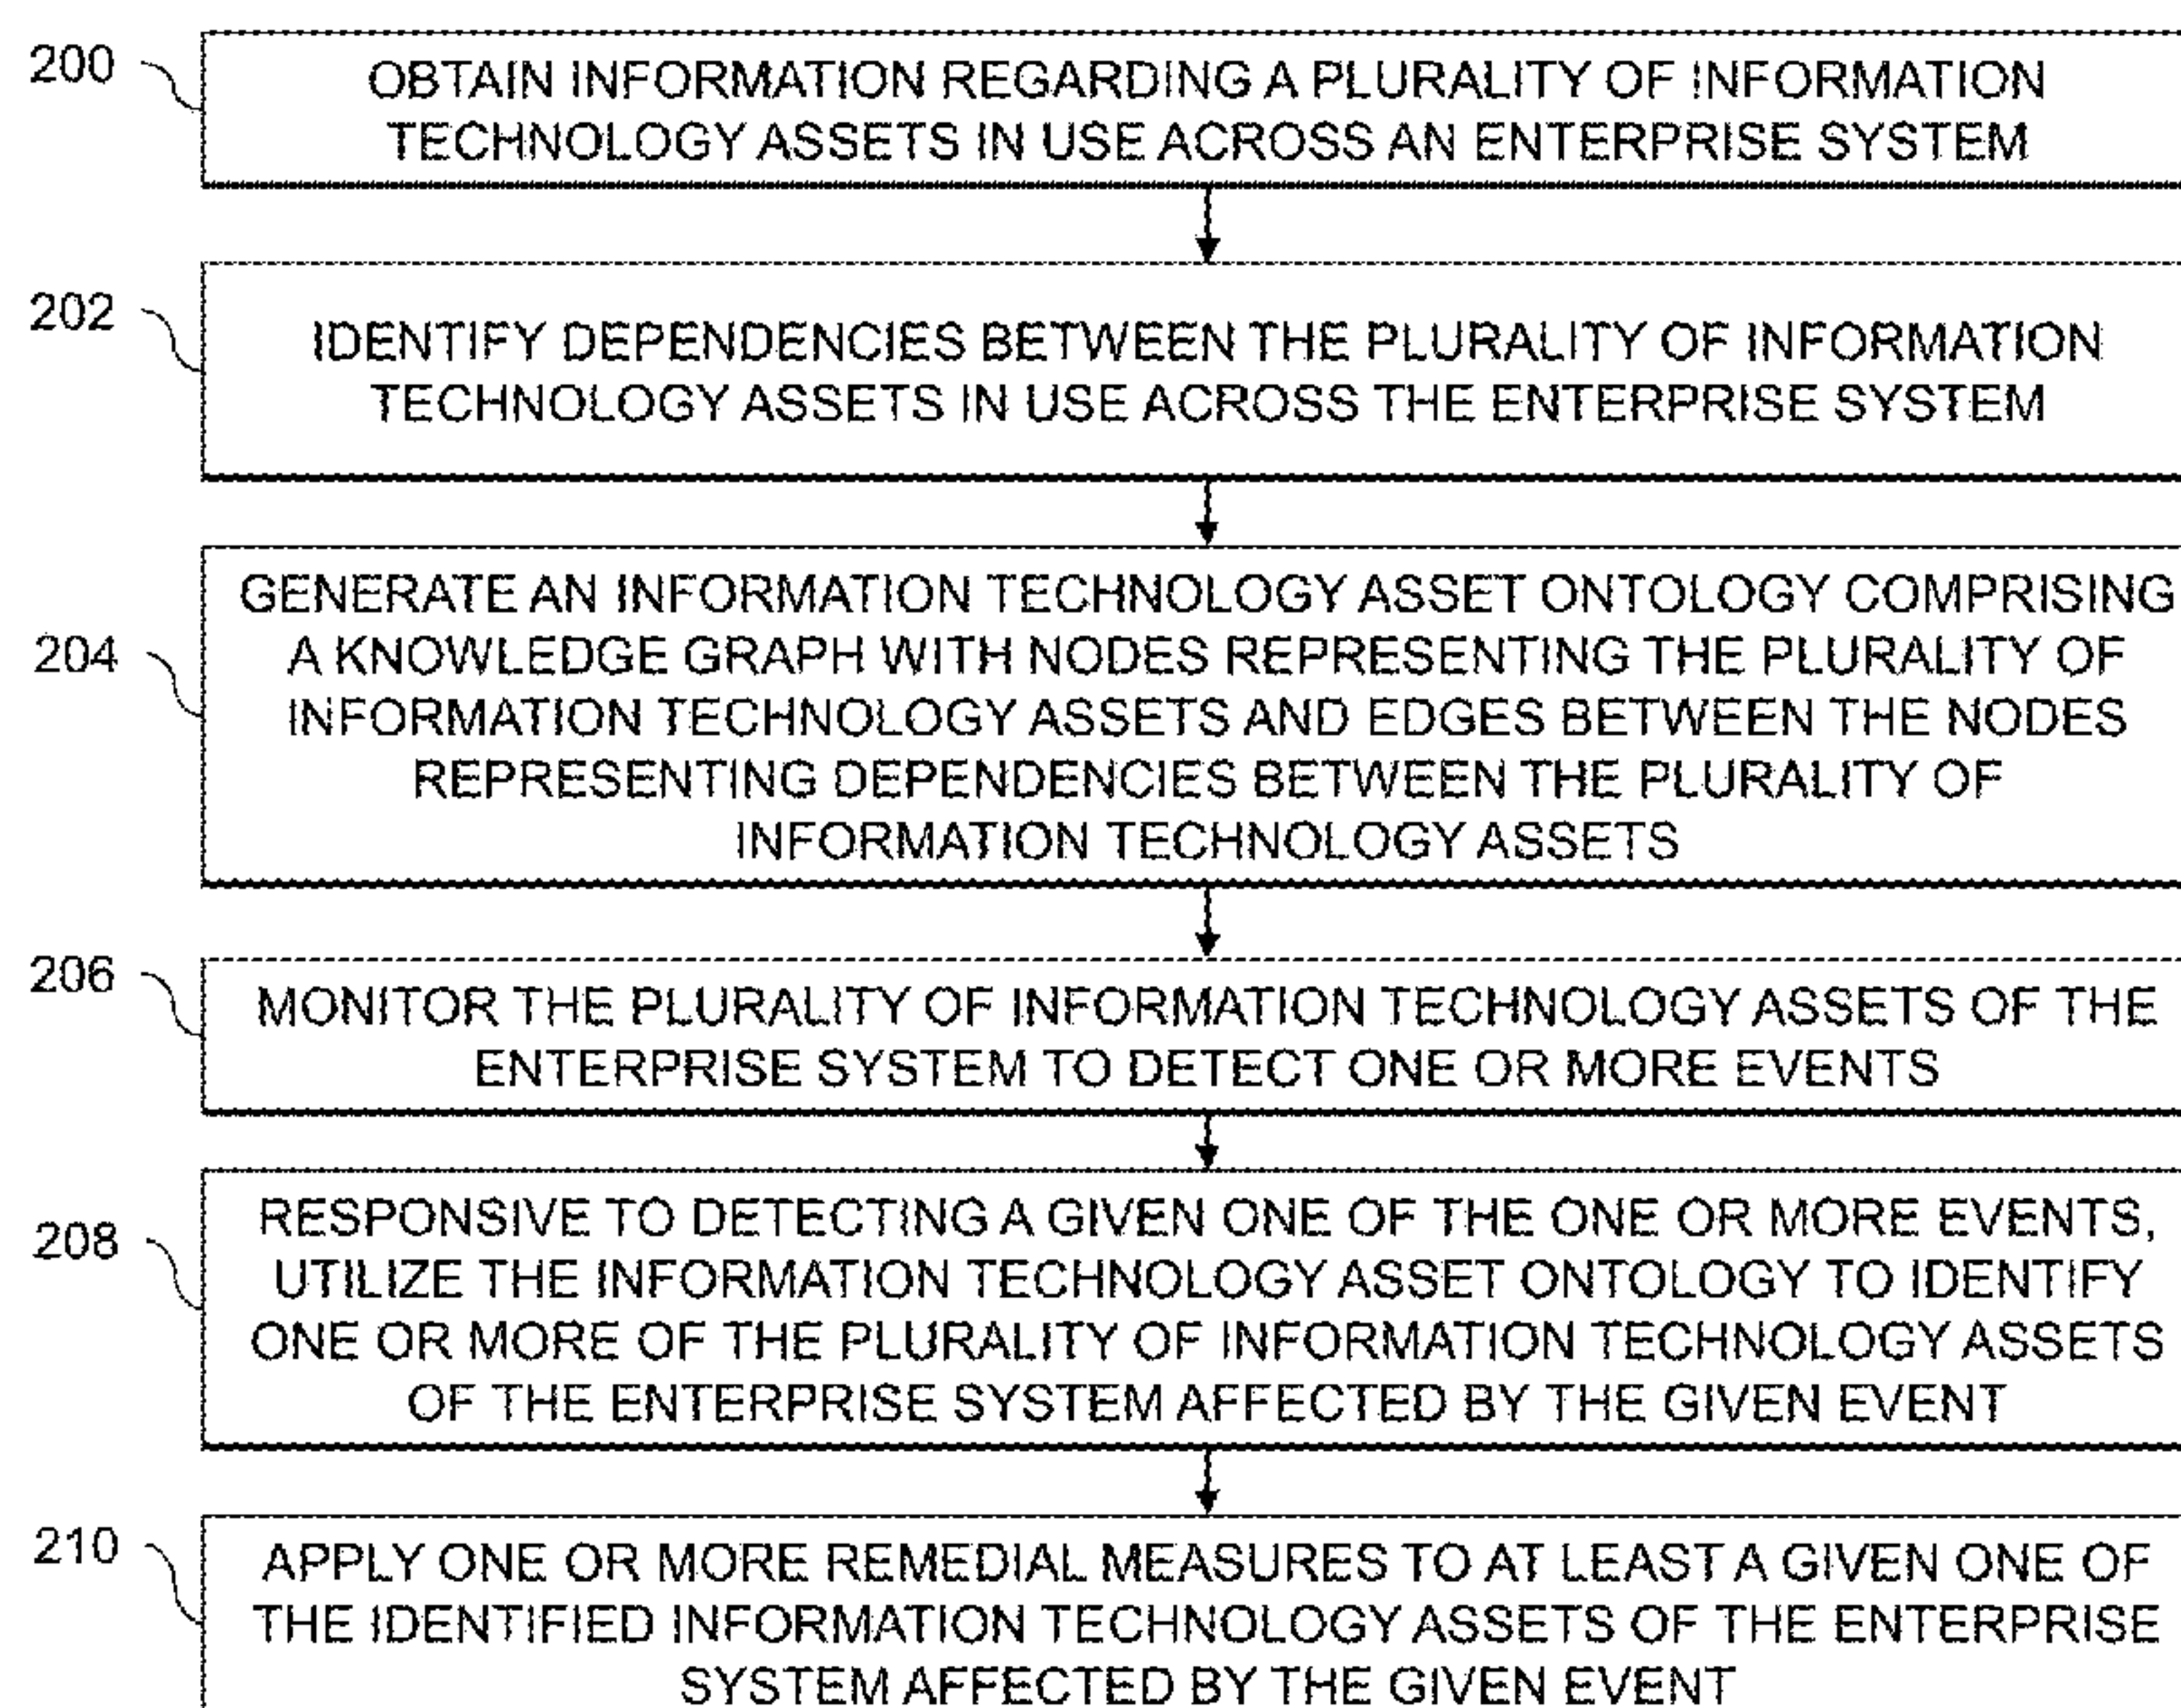 200
OBTAIN INFORMATION REGARDING A PLURALITY OF INFORMATION
TECHNOLOGY ASSETS IN USE ACROSS AN ENTERPRISE SYSTEM
202
IDENTIFY DEPENDENCIES BETWEEN THE PLURALITY OF INFORMATION
TECHNOLOGY ASSETS IN USE ACROSS THE ENTERPRISE SYSTEM
204
GENERATE AN INFORMATION TECHNOLOGY ASSET ONTOLOGY COMPRISING
A KNOWLEDGE GRAPH WITH NODES REPRESENTING THE PLURALITY OF
INFORMATION TECHNOLOGY ASSETS AND EDGES BETWEEN THE NODES
REPRESENTING DEPENDENCIES BETWEEN THE PLURALITY OF
INFORMATION TECHNOLOGY ASSETS
206
MONITOR THE PLURALITY OF INFORMATION TECHNOLOGY ASSETS OF THE
ENTERPRISE SYSTEM TO DETECT ONE OR MORE EVENTS
208
RESPONSIVE TO DETECTING A GIVEN ONE OF THE ONE OR MORE EVENTS,
UTILIZE THE INFORMATION TECHNOLOGY ASSET ONTOLOGY TO IDENTIFY
ONE OR MORE OF THE PLURALITY OF INFORMATION TECHNOLOGY ASSETS
OF THE ENTERPRISE SYSTEM AFFECTED BY THE GIVEN EVENT
210
APPLY ONE OR MORE REMEDIAL MEASURES TO AT LEAST A GIVEN ONE OF
THE IDENTIFIED INFORMATION TECHNOLOGY ASSETS OF THE ENTERPRISE
SYSTEM AFFECTED BY THE GIVEN EVENT